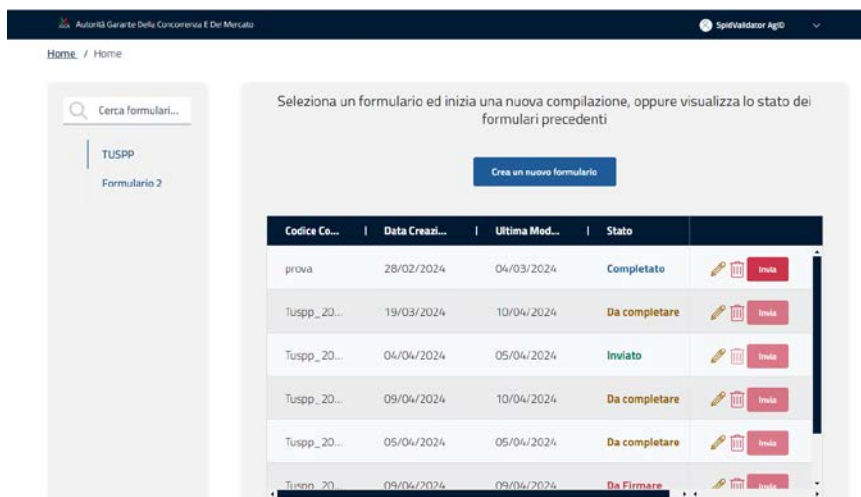 Autorità Garante Della Concorrenza E Del Mercato
SpidValidator AgID
Home / Home
Cerca formulari...
TUSPP
Formulario 2
Seleziona un formulario ed inizia una nuova compilazione, oppure visualizza lo stato dei
formulari precedenti
Crea un nuovo formulario
Codice Co... | Data Creazi... | Ultima Mod... | Stato
prova 28/02/2024 04/03/2024 Completato Invia
Tuspp_20... 19/03/2024 10/04/2024 Da completare Invia
Tuspp_20... 04/04/2024 05/04/2024 Inviato Invia
Tuspp_20... 09/04/2024 10/04/2024 Da completare Invia
Tuspp_20... 05/04/2024 05/04/2024 Da completare Invia
Tuspp_20... 09/04/2024 09/04/2024 Da Firmare Invia